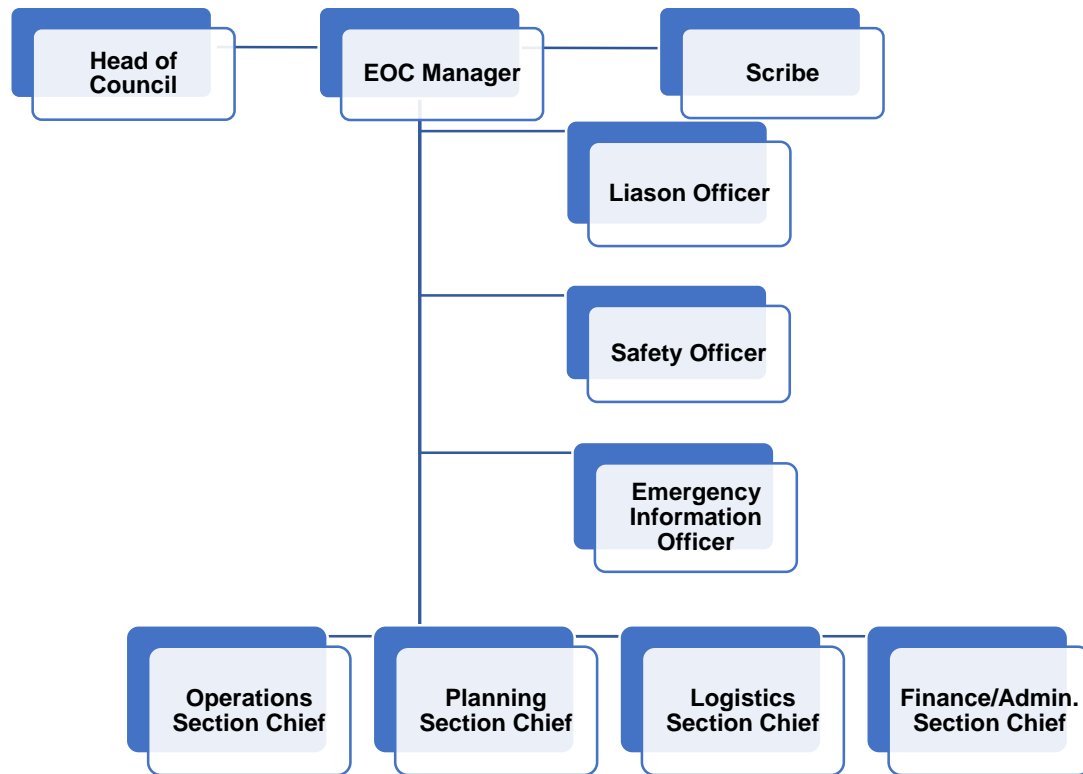 Head of
Council
EOC Manager
Scribe
Liason Officer
Safety Officer
Emergency
Information
Officer
Operations
Section Chief
Planning
Section Chief
Logistics
Section Chief
Finance/Admin.
Section Chief